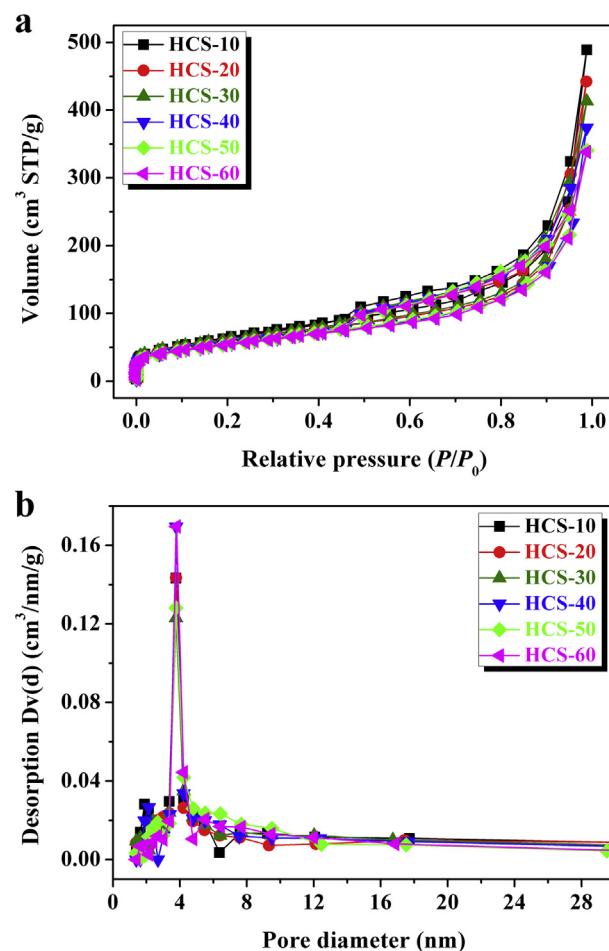 a
500
400
300
200
100
0
Volume (cm³ STP/g)
HCS-10
HCS-20
HCS-30
HCS-40
HCS-50
HCS-60
0.0 0.2 0.4 0.6 0.8 1.0
Relative pressure (P/P₀)
b
0.16
0.12
0.08
0.04
0.00
Desorption Dv(d) (cm³/nm/g)
HCS-10
HCS-20
HCS-30
HCS-40
HCS-50
HCS-60
0 4 8 12 16 20 24 28
Pore diameter (nm)